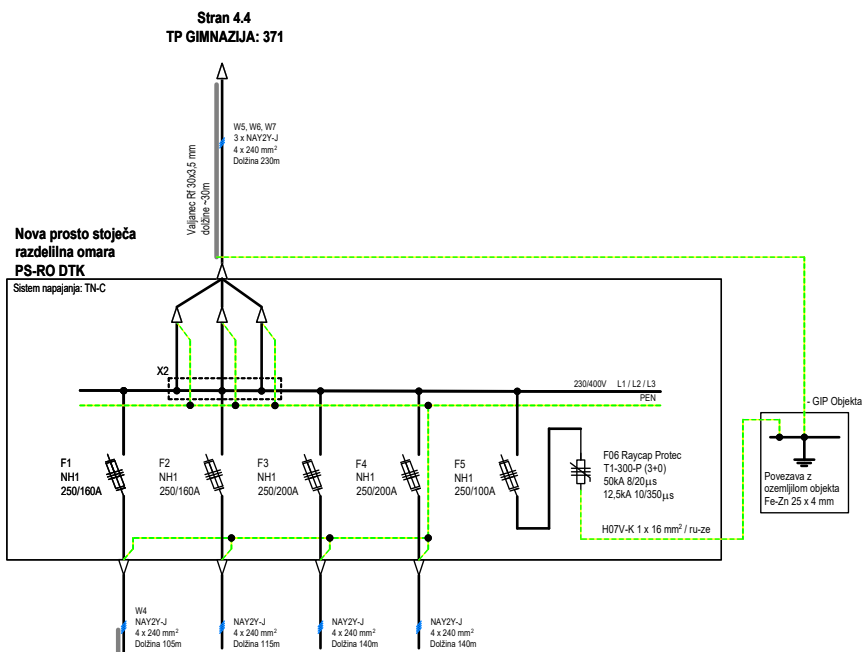 Stran 4.4
TP GIMNAZIJA: 371
W5, W6, W7
3 x NAY2Y-J
4 x 240 mm²
Dolžina 230m
Valjanec Rf 30x3,5 mm
dolžine ~30m
Nova prosto stoječa
razdelilna omara
PS-RO DTK
Sistem napajanja: TN-C
X2
230/400V L1 / L2 / L3
PEN
- GIP Objekta
F1
NH1
250/160A
F2
NH1
250/160A
F3
NH1
250/200A
F4
NH1
250/200A
F5
NH1
250/100A
F06 Raycap Protec
T1-300-P (3+0)
50kA 8/20µs
12,5kA 10/350µs
Povezava z
ozemljilom objekta
Fe-Zn 25 x 4 mm
H07V-K 1 x 16 mm² / ru-ze
W4
NAY2Y-J
4 x 240 mm²
Dolžina 105m
NAY2Y-J
4 x 240 mm²
Dolžina 115m
NAY2Y-J
4 x 240 mm²
Dolžina 140m
NAY2Y-J
4 x 240 mm²
Dolžina 140m